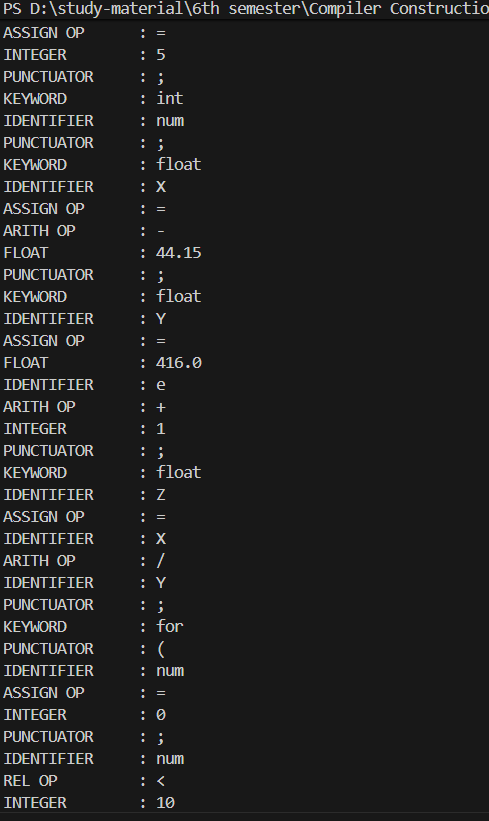 PS D:\study-material\6th semester\Compiler Constructio
ASSIGN OP : =
INTEGER : 5
PUNCTUATOR : ;
KEYWORD : int
IDENTIFIER : num
PUNCTUATOR : ;
KEYWORD : float
IDENTIFIER : X
ASSIGN OP : =
ARITH OP : -
FLOAT : 44.15
PUNCTUATOR : ;
KEYWORD : float
IDENTIFIER : Y
ASSIGN OP : =
FLOAT : 416.0
IDENTIFIER : e
ARITH OP : +
INTEGER : 1
PUNCTUATOR : ;
KEYWORD : float
IDENTIFIER : Z
ASSIGN OP : =
IDENTIFIER : X
ARITH OP : /
IDENTIFIER : Y
PUNCTUATOR : ;
KEYWORD : for
PUNCTUATOR : (
IDENTIFIER : num
ASSIGN OP : =
INTEGER : 0
PUNCTUATOR : ;
IDENTIFIER : num
REL OP : <
INTEGER : 10